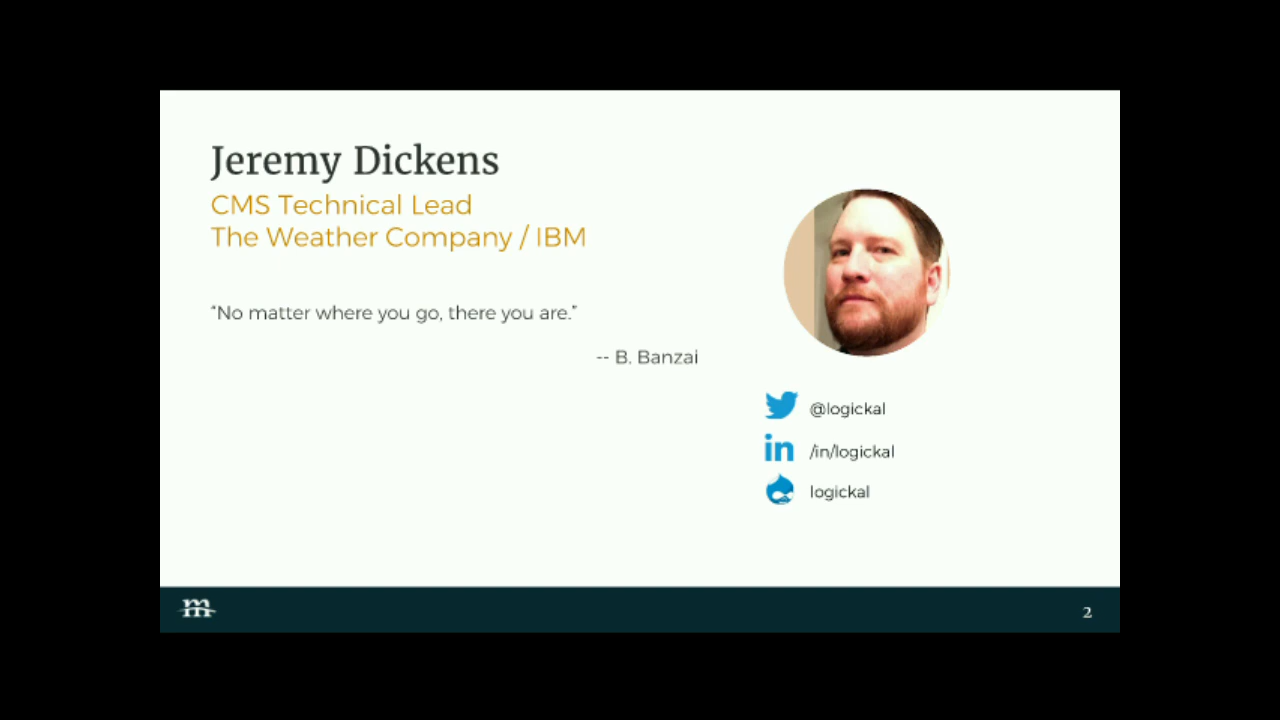 Jeremy Dickens
CMS Technical Lead
The Weather Company / IBM
“No matter where you go, there you are.”
-- B. Banzai
@logickal
in /in/logickal
logickal
m
2